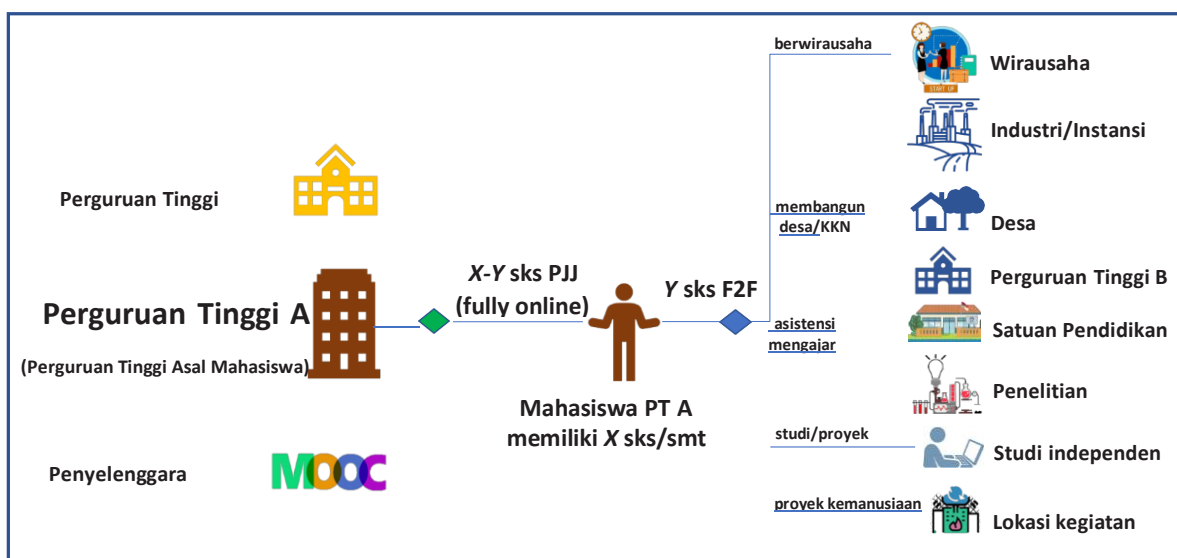 Perguruan Tinggi
Perguruan Tinggi A
(Perguruan Tinggi Asal Mahasiswa)
Penyelenggara
MOOC
X-Y sks PJJ
(fully online)
Mahasiswa PT A
memiliki X sks/smt
Y sks F2F
berwirausaha
START UP
Wirausaha
Industri/Instansi
membangun
desa/KKN
Desa
Perguruan Tinggi B
asistensi
mengajar
Satuan Pendidikan
Penelitian
studi/proyek
Studi independen
proyek kemanusiaan
Lokasi kegiatan